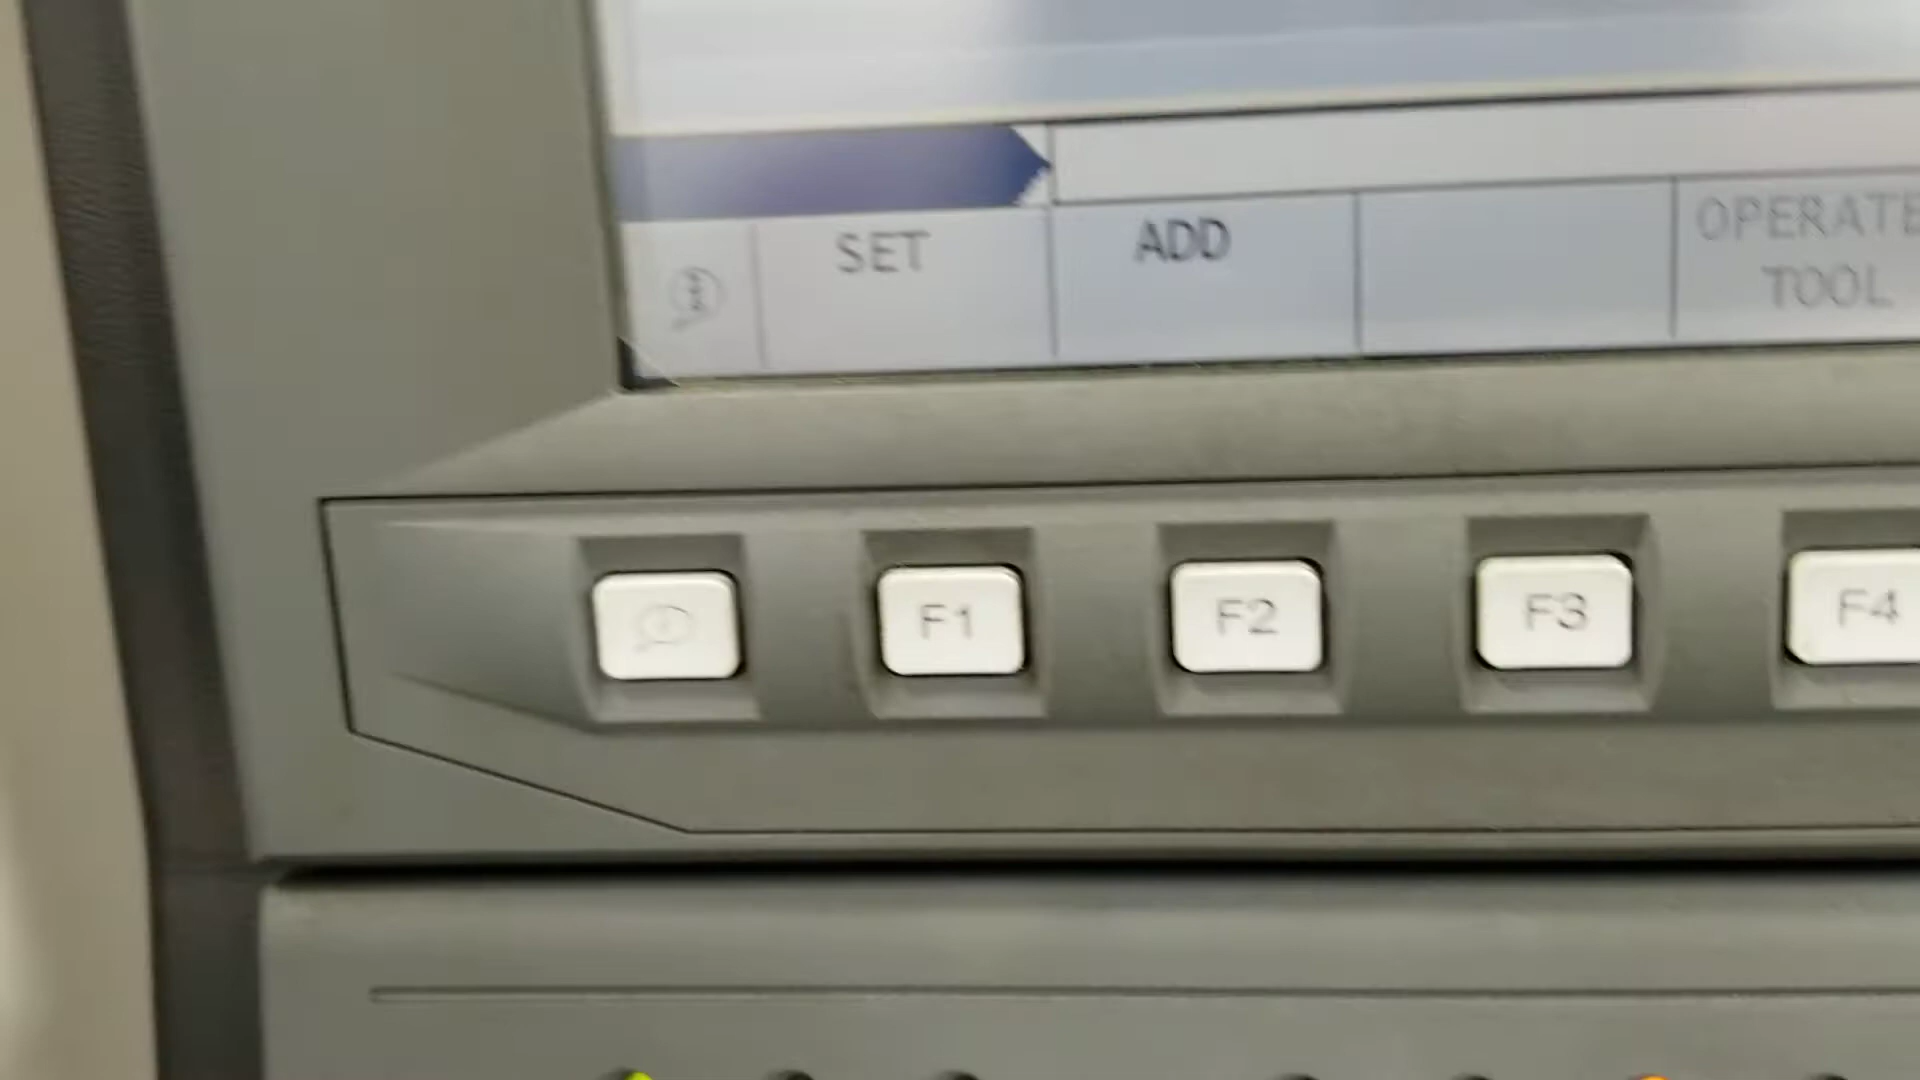 SET
ADD
OPERATE
TOOL
F1
F2
F3
F4